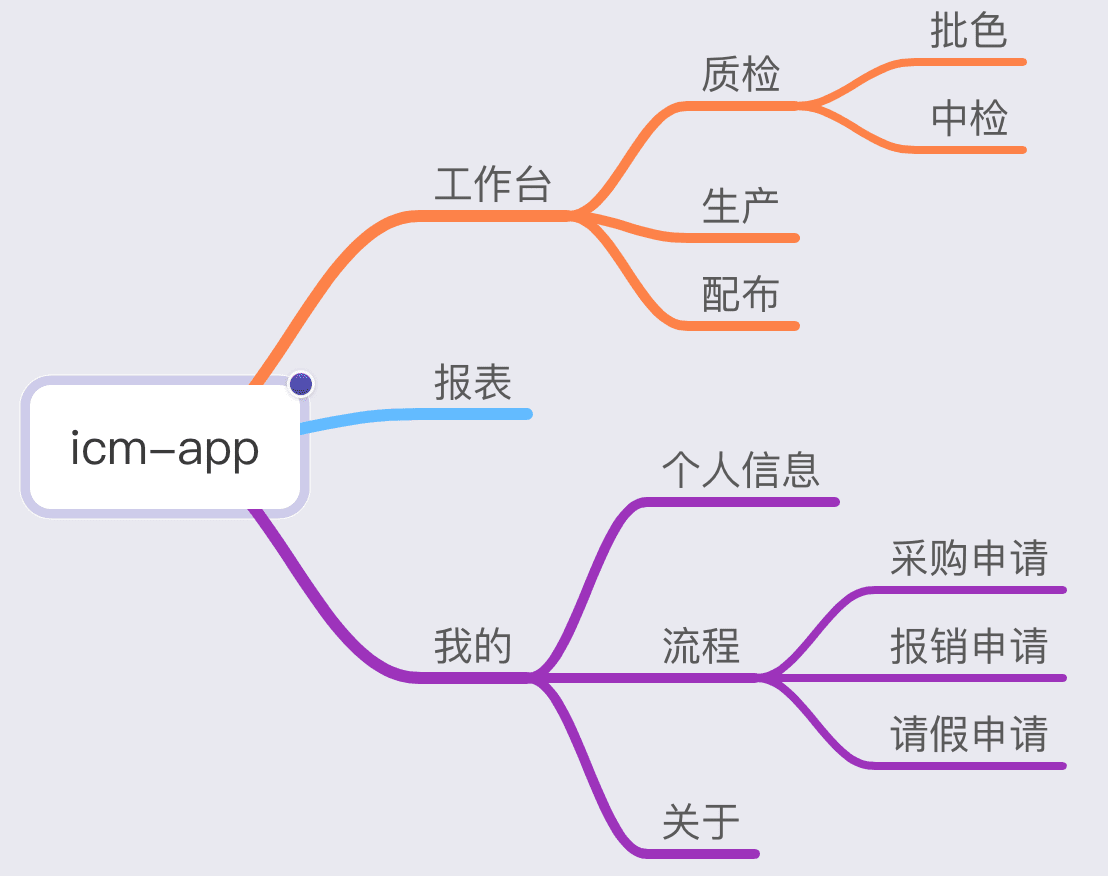 批色
质检
中检
工作台
生产
配布
报表
icm-app
个人信息
采购申请
我的
流程
报销申请
请假申请
关于